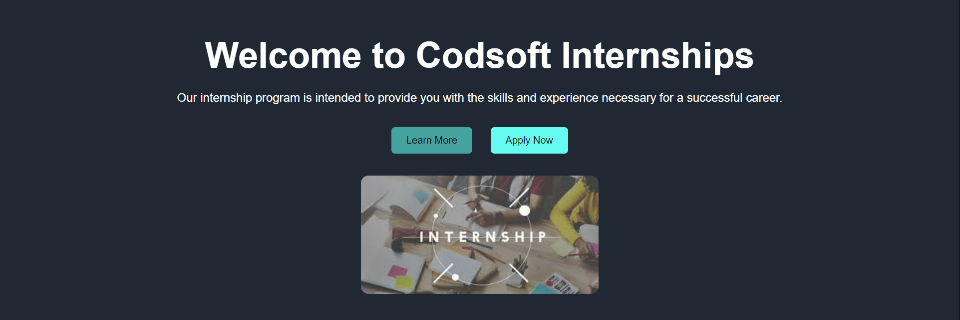 Welcome to Codsoft Internships
Our internship program is intended to provide you with the skills and experience necessary for a successful career.
Learn More Apply Now
INTERNSHIP